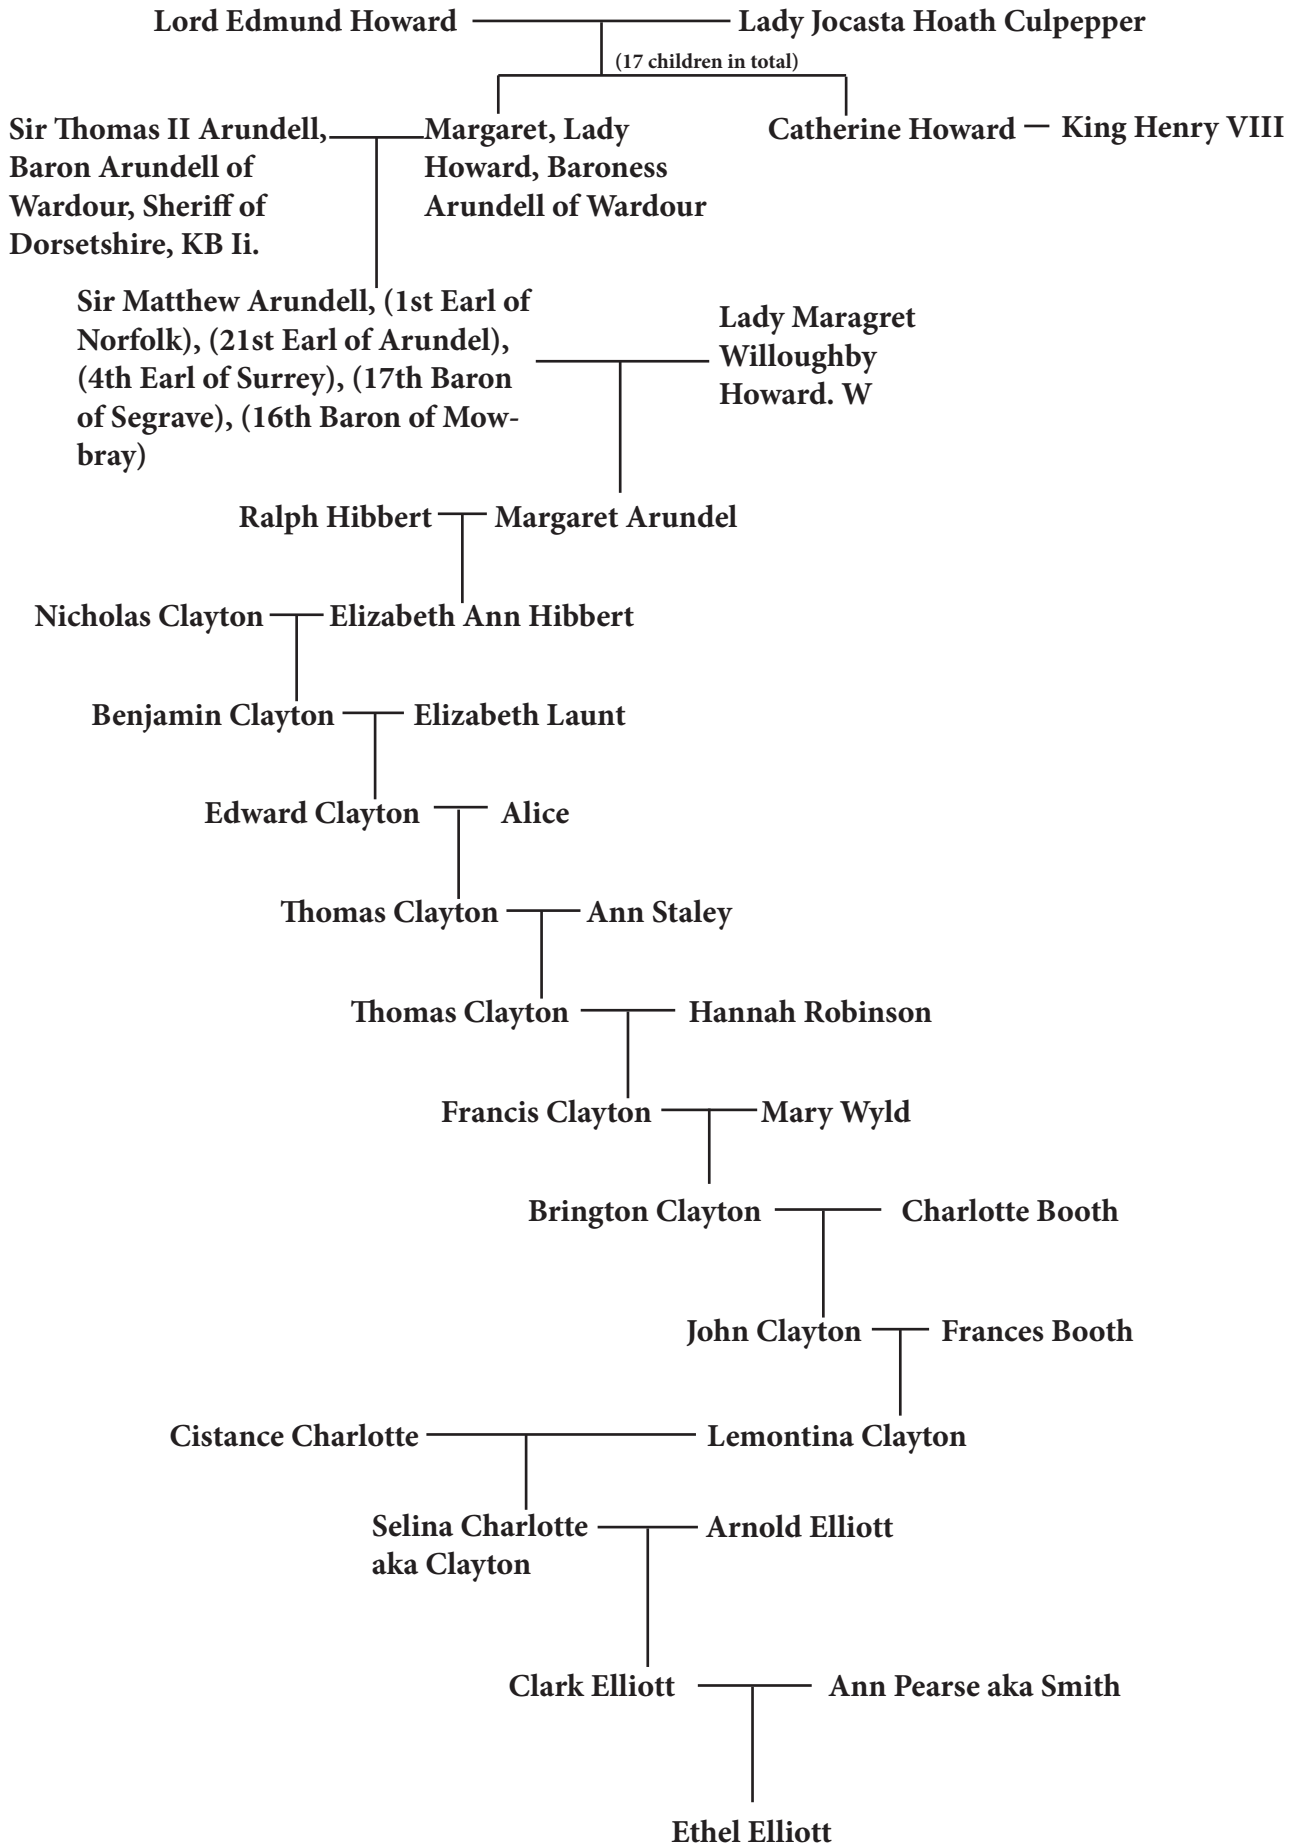 Lord Edmund Howard
Lady Jocasta Hoath Culpepper
(17 children in total)
Sir Thomas II Arundell,
Baron Arundell of
Wardour, Sheriff of
Dorsetshire, KB Ii.
Margaret, Lady
Howard, Baroness
Arundell of Wardour
Catherine Howard
King Henry VIII
Sir Matthew Arundell, (1st Earl of
Norfolk), (21st Earl of Arundel),
(4th Earl of Surrey), (17th Baron
of Segrave), (16th Baron of Mow-
bray)
Lady Maragret
Willoughby
Howard. W
Ralph Hibbert
Margaret Arundel
Nicholas Clayton
Elizabeth Ann Hibbert
Benjamin Clayton
Elizabeth Launt
Edward Clayton
Alice
Thomas Clayton
Ann Staley
Thomas Clayton
Hannah Robinson
Francis Clayton
Mary Wyld
Brington Clayton
Charlotte Booth
John Clayton
Frances Booth
Cistance Charlotte
Lemontina Clayton
Selina Charlotte
aka Clayton
Arnold Elliott
Clark Elliott
Ann Pearse aka Smith
Ethel Elliott